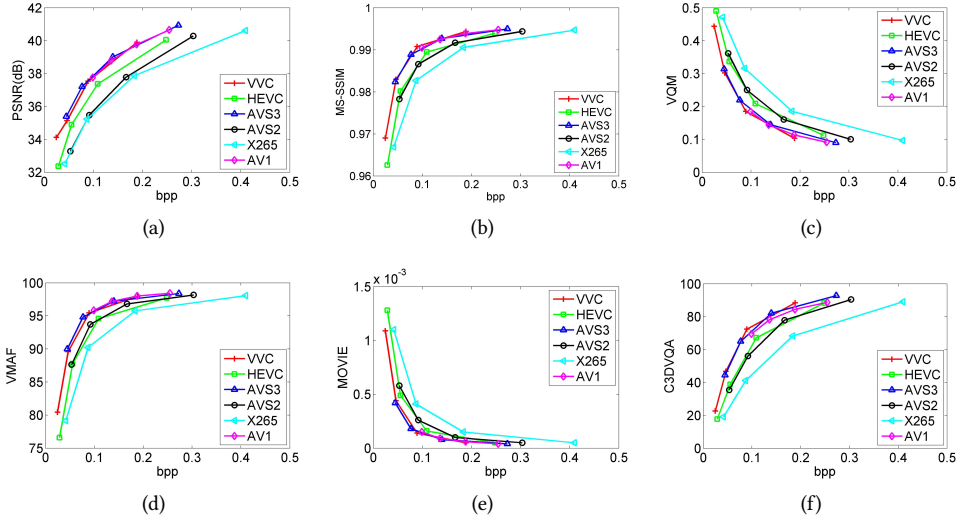 42
40
38
36
34
32
PSNR(dB)
0 0.1 0.2 0.3 0.4 0.5
bpp
VVC
HEVC
AVS3
AVS2
X265
AV1
(a)
1
0.99
0.98
0.97
0.96
MS-SSIM
0 0.1 0.2 0.3 0.4 0.5
bpp
VVC
HEVC
AVS3
AVS2
X265
AV1
(b)
0.5
0.4
0.3
0.2
0.1
0
VQM
0 0.1 0.2 0.3 0.4 0.5
bpp
VVC
HEVC
AVS3
AVS2
X265
AV1
(c)
100
95
90
85
80
75
VMAF
0 0.1 0.2 0.3 0.4 0.5
bpp
VVC
HEVC
AVS3
AVS2
X265
AV1
(d)
1.5 x 10⁻³
1
0.5
0
MOVIE
0 0.1 0.2 0.3 0.4 0.5
bpp
VVC
HEVC
AVS3
AVS2
X265
AV1
(e)
100
80
60
40
20
0
C3DVQA
0 0.1 0.2 0.3 0.4 0.5
bpp
VVC
HEVC
AVS3
AVS2
X265
AV1
(f)